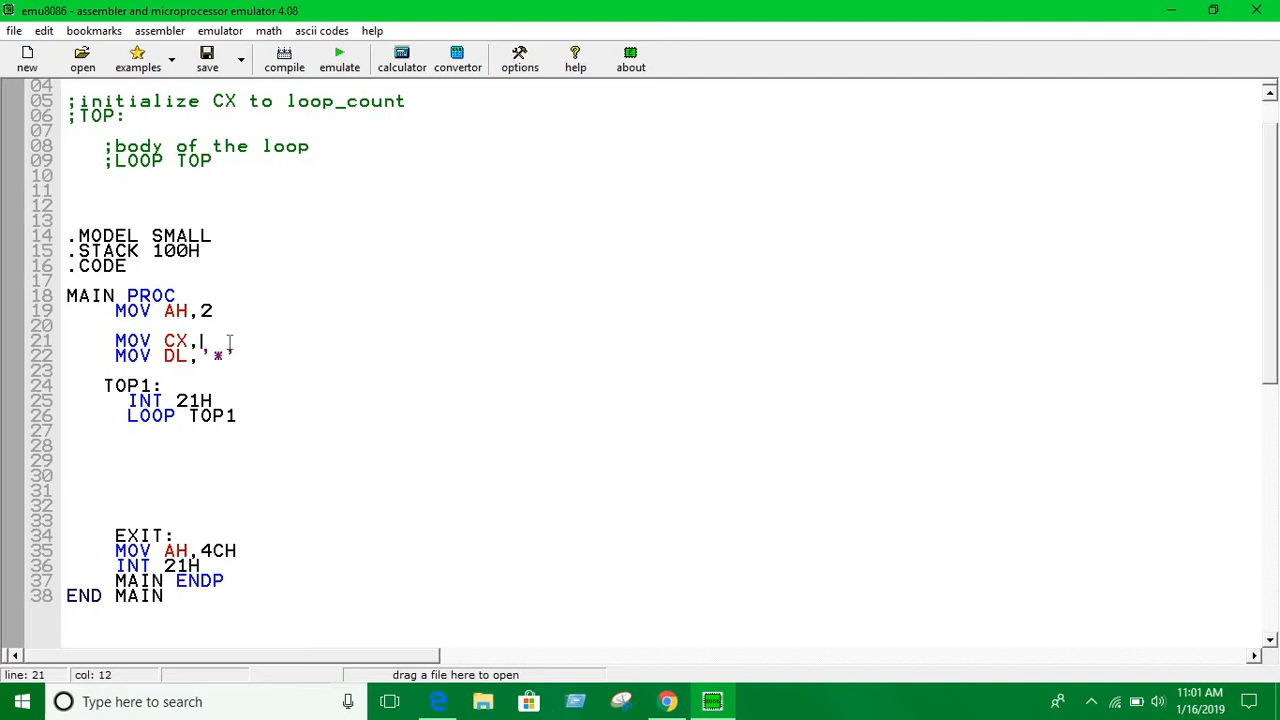 emu8086 - assembler and microprocessor emulator 4.08
file edit bookmarks assembler emulator math ascii codes help
new open examples save compile emulate calculator convertor options help about
04
05 ;initialize CX to loop_count
06 ;TOP:
07
08 ;body of the loop
09 ;LOOP TOP
10
11
12
13
14 .MODEL SMALL
15 .STACK 100H
16 .CODE
17
18 MAIN PROC
19 MOV AH,2
20
21 MOV CX,
22 MOV DL,'*'
23
24 TOP1:
25 INT 21H
26 LOOP TOP1
27
28
29
30
31
32
33
34 EXIT:
35 MOV AH,4CH
36 INT 21H
37 MAIN ENDP
38 END MAIN
line: 21 col: 12 drag a file here to open
Type here to search
11:01 AM
1/16/2019